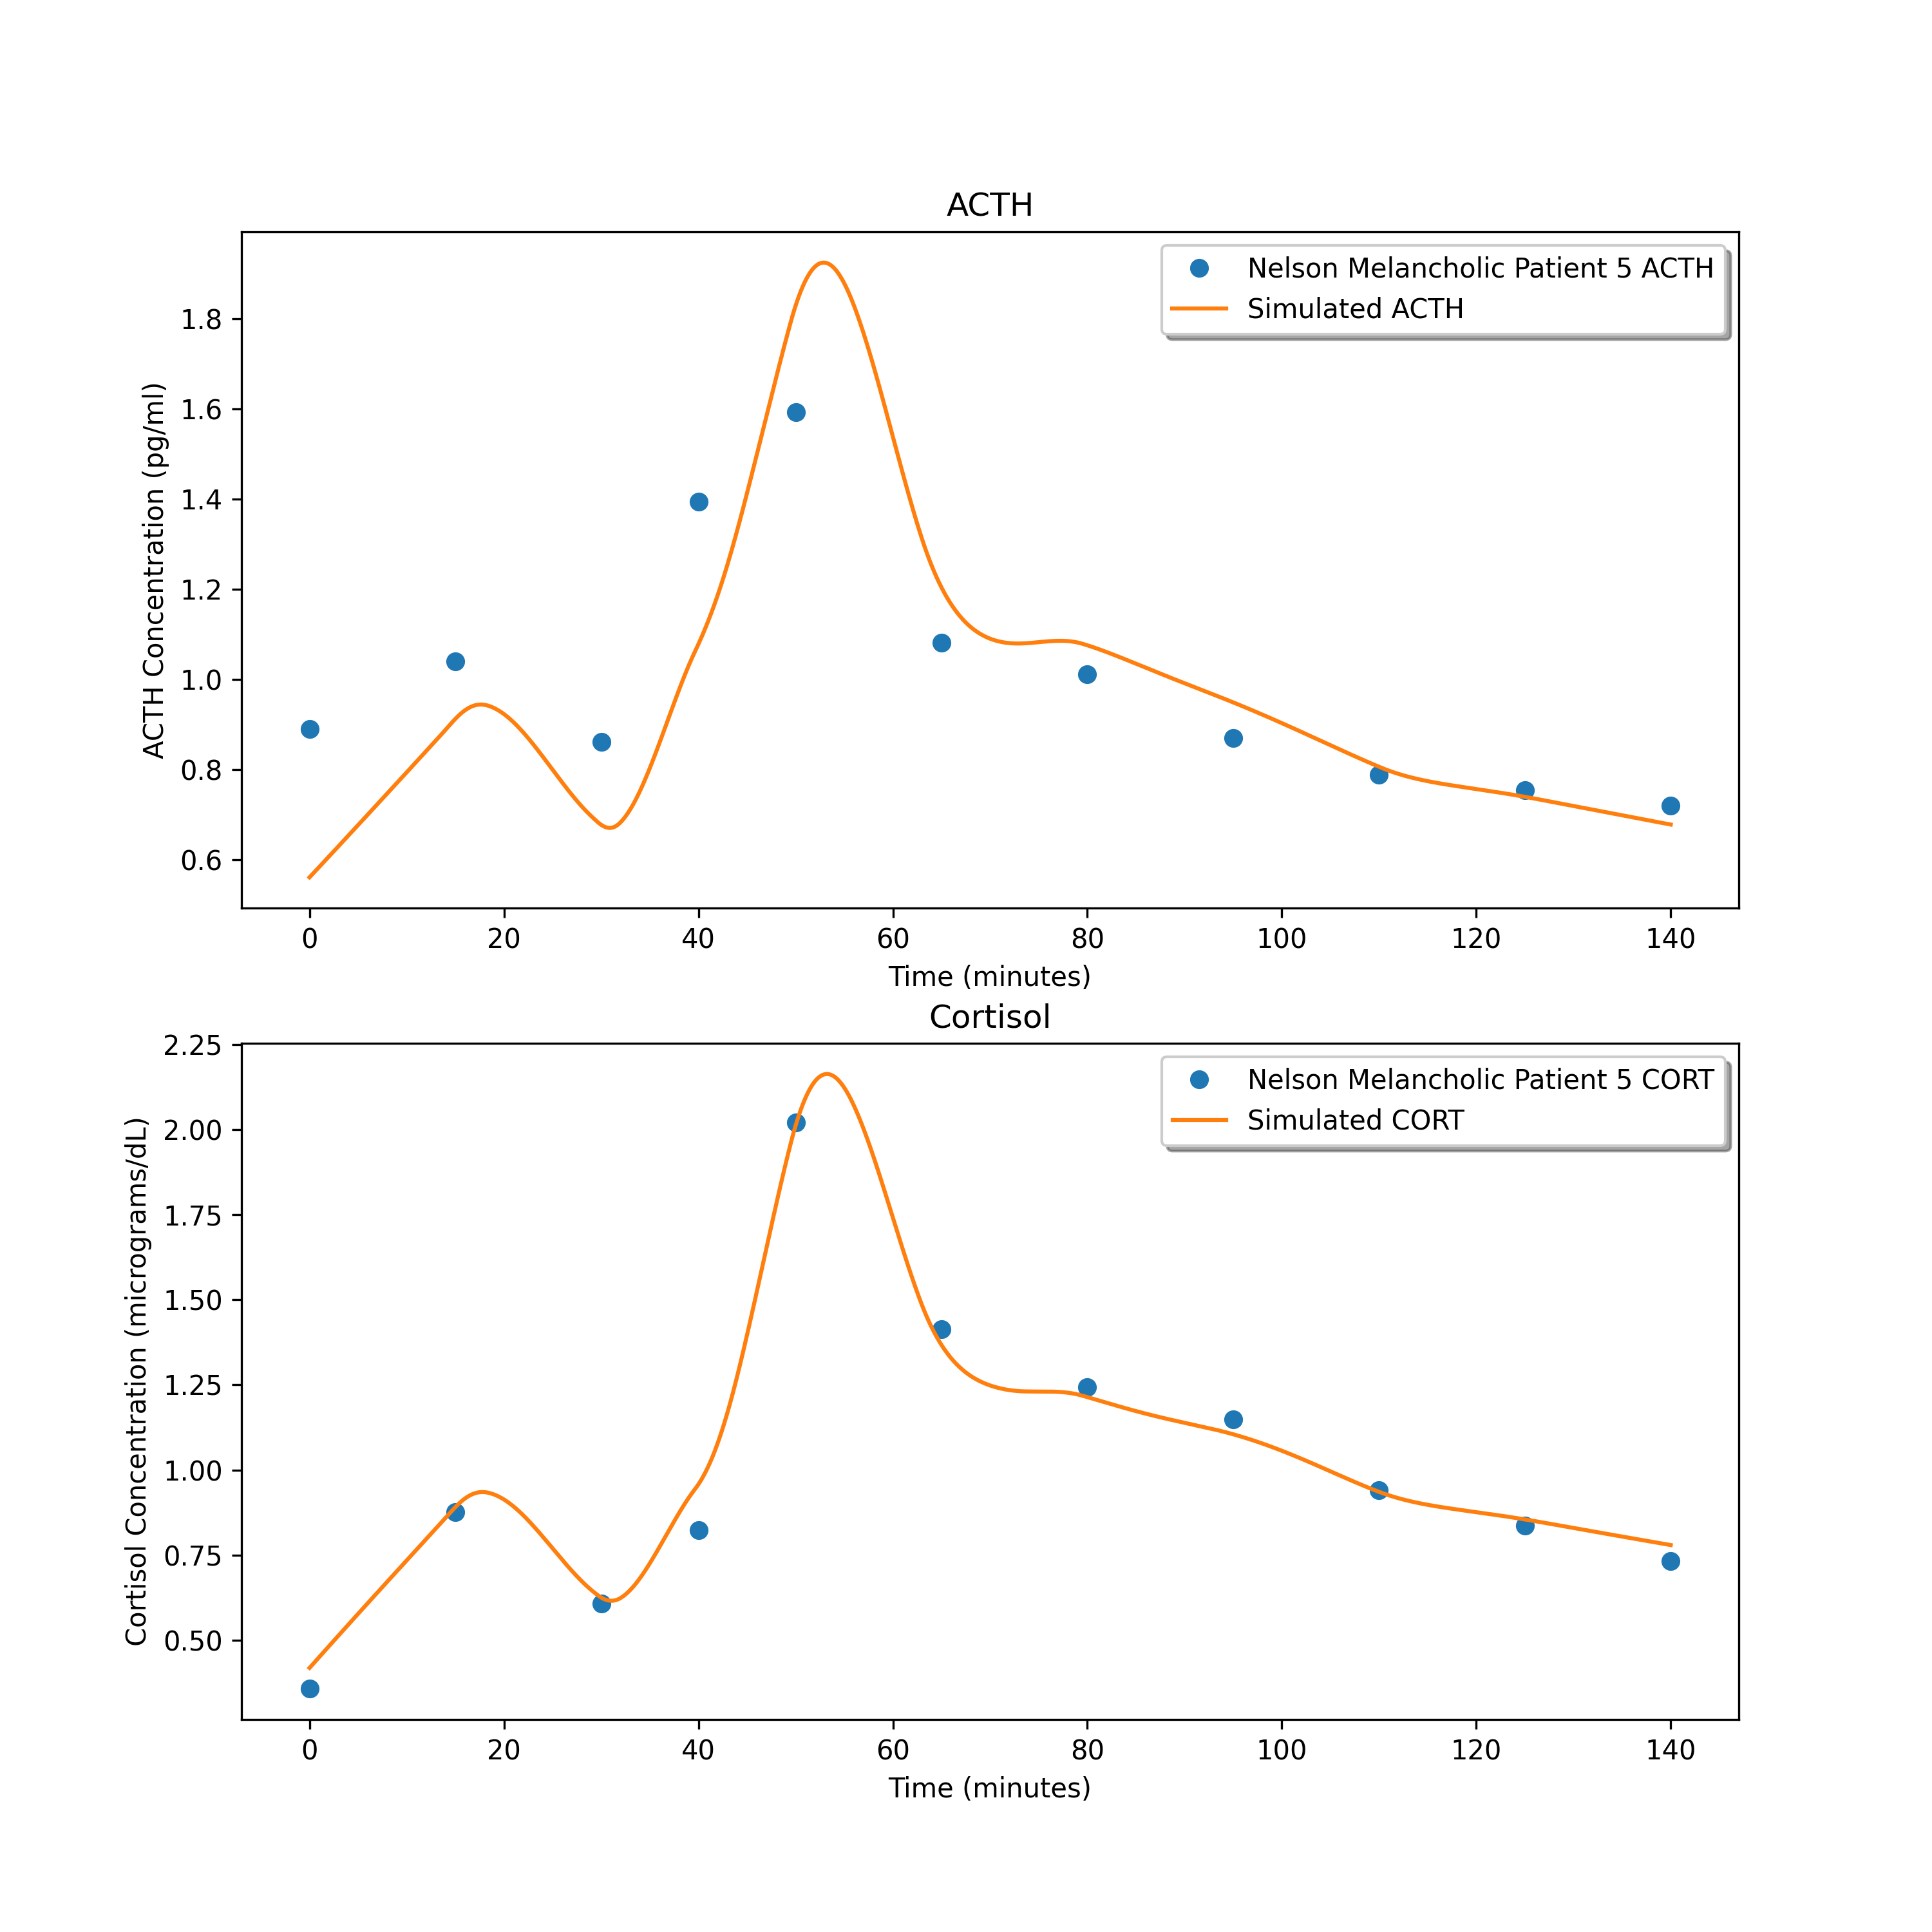 ACTH
Nelson Melancholic Patient 5 ACTH
Simulated ACTH
ACTH Concentration (pg/ml)
1.8
1.6
1.4
1.2
1.0
0.8
0.6
0 20 40 60 80 100 120 140
Time (minutes)
Cortisol
Nelson Melancholic Patient 5 CORT
Simulated CORT
Cortisol Concentration (micrograms/dL)
2.25
2.00
1.75
1.50
1.25
1.00
0.75
0.50
0 20 40 60 80 100 120 140
Time (minutes)